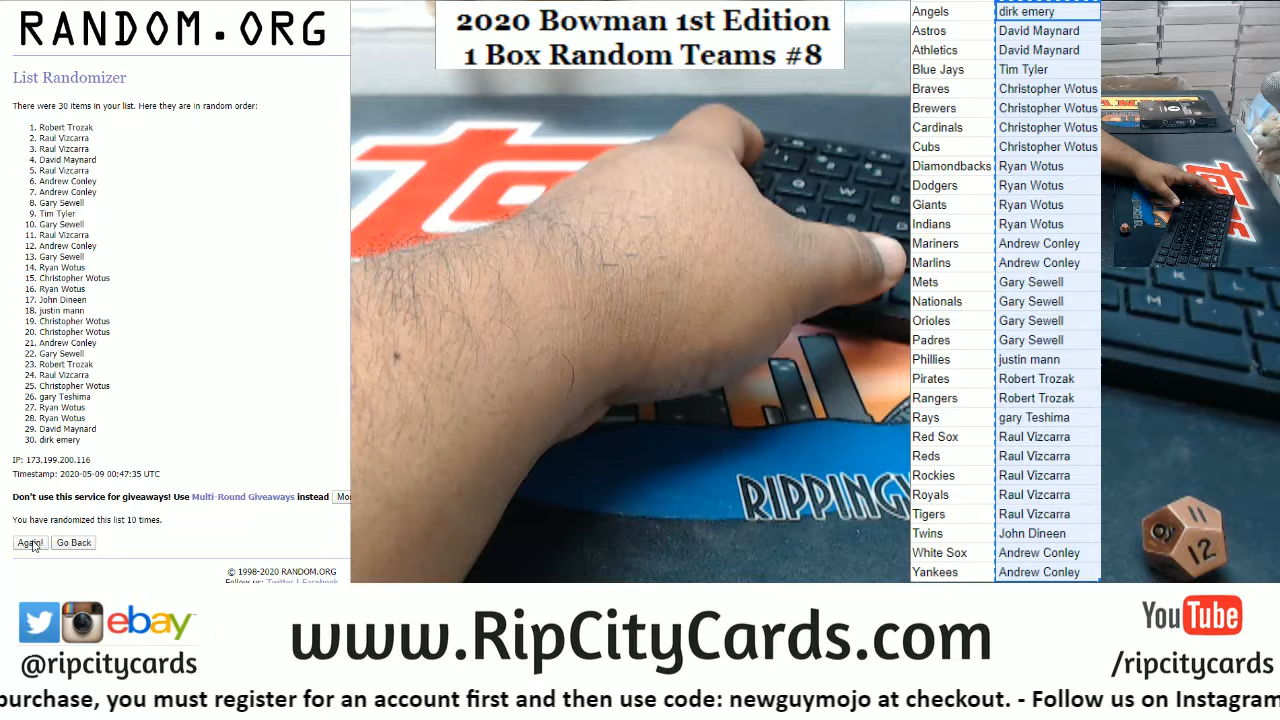 RANDOM.ORG
List Randomizer
There were 30 items in your list. Here they are in random order:
1. Robert Trozak
2. Raul Vizcarra
3. Raul Vizcarra
4. David Maynard
5. Raul Vizcarra
6. Andrew Conley
7. Andrew Conley
8. Gary Sewell
9. Tim Tyler
10. Gary Sewell
11. Raul Vizcarra
12. Andrew Conley
13. Gary Sewell
14. Ryan Wotus
15. Christopher Wotus
16. Ryan Wotus
17. John Dineen
18. justin mann
19. Christopher Wotus
20. Christopher Wotus
21. Andrew Conley
22. Gary Sewell
23. Robert Trozak
24. Raul Vizcarra
25. Christopher Wotus
26. gary Teshima
27. Ryan Wotus
28. Ryan Wotus
29. David Maynard
30. dirk emery
IP: 173.199.200.116
Timestamp: 2020-05-09 00:47:35 UTC
Don't use this service for giveaways! Use Multi-Round Giveaways instead
You have randomized this list 10 times.
Again! Go Back
© 1998-2020 RANDOM.ORG
Follow us: Twitter | Facebook
2020 Bowman 1st Edition
1 Box Random Teams #8
RIPPING
Angels dirk emery
Astros David Maynard
Athletics David Maynard
Blue Jays Tim Tyler
Braves Christopher Wotus
Brewers Christopher Wotus
Cardinals Christopher Wotus
Cubs Christopher Wotus
Diamondbacks Ryan Wotus
Dodgers Ryan Wotus
Giants Ryan Wotus
Indians Ryan Wotus
Mariners Andrew Conley
Marlins Andrew Conley
Mets Gary Sewell
Nationals Gary Sewell
Orioles Gary Sewell
Padres Gary Sewell
Phillies justin mann
Pirates Robert Trozak
Rangers Robert Trozak
Rays gary Teshima
Red Sox Raul Vizcarra
Reds Raul Vizcarra
Rockies Raul Vizcarra
Royals Raul Vizcarra
Tigers Raul Vizcarra
Twins John Dineen
White Sox Andrew Conley
Yankees Andrew Conley
11
12
ebay
@ripcitycards
www.RipCityCards.com
YouTube
/ripcitycards
purchase, you must register for an account first and then use code: newguymojo at checkout. - Follow us on Instagram